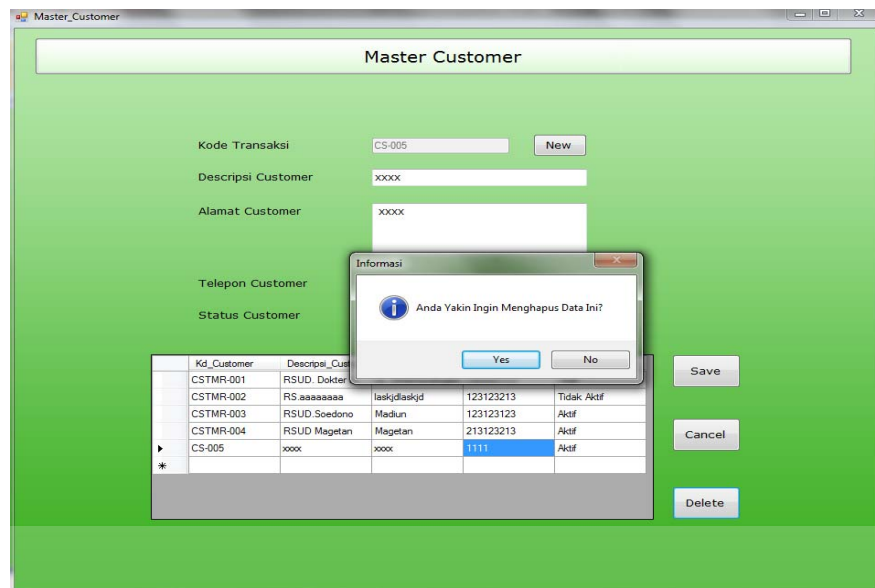 Master_Customer
Master Customer
Kode Transaksi CS-005 New
Descripsi Customer xxxx
Alamat Customer xxxx
Informasi
Telepon Customer
Anda Yakin Ingin Menghapus Data Ini?
Status Customer
Yes No
Kd_Customer Descripsi_Cust
Save
CSTMR-001 RSUD. Dokter
CSTMR-002 RS.aaaaaaaa laskjdlaskjd 123123213 Tidak Aktif
CSTMR-003 RSUD.Soedono Madiun 123123123 Aktif
CSTMR-004 RSUD Magetan Magetan 213123213 Aktif
Cancel
CS-005 xxxx xxxx 1111 Aktif
Delete